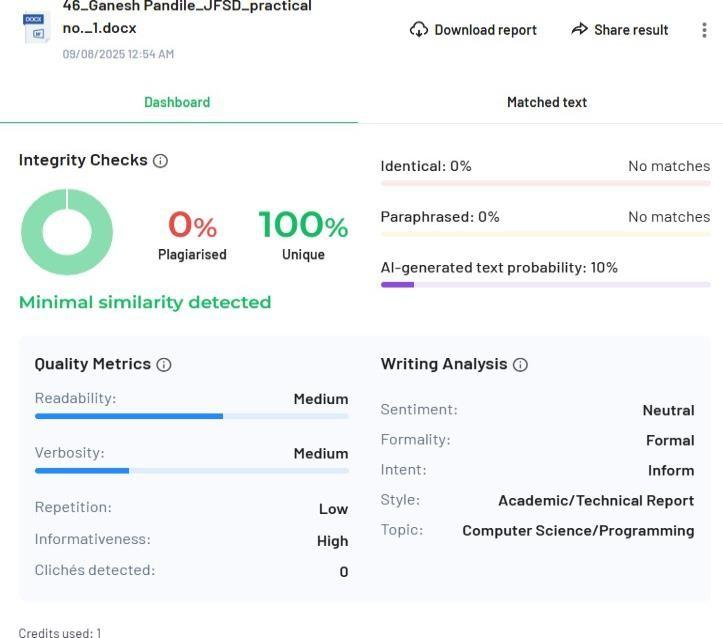 46_Ganesh Pandile_JFSD_practical
no._1.docx
09/08/2025 12:54 AM
DOCX
W
Download report
Share result
Dashboard
Matched text
Integrity Checks
0%
Plagiarised
100%
Unique
Minimal similarity detected
Identical: 0% No matches
Paraphrased: 0% No matches
AI-generated text probability: 10%
Quality Metrics
Readability: Medium
Verbosity: Medium
Repetition: Low
Informativeness: High
Clichés detected: 0
Writing Analysis
Sentiment: Neutral
Formality: Formal
Intent: Inform
Style: Academic/Technical Report
Topic: Computer Science/Programming
Credits used: 1